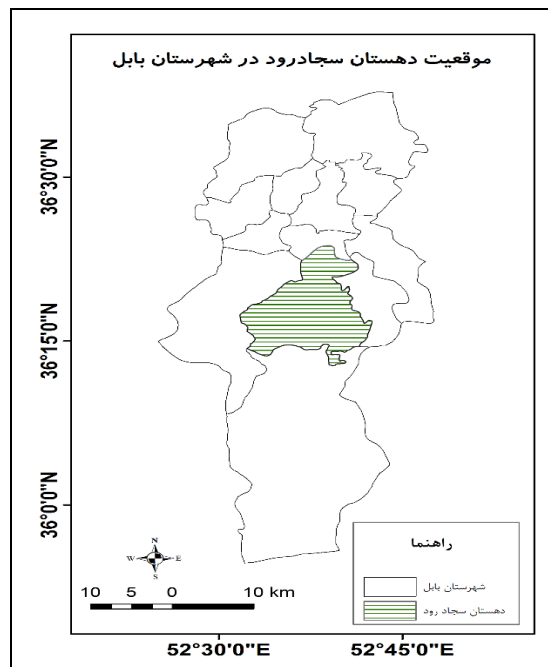 موقعیت دهستان سجادرود در شهرستان بابل
36°30'0"N
36°15'0"N
36°0'0"N
N
W E
S
10 5 0 10 km
راهنما
شهرستان بابل
دهستان سجاد رود
52°30'0"E 52°45'0"E